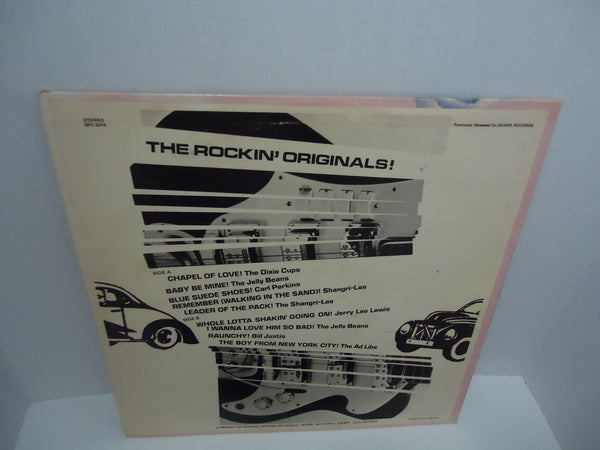 STEREO
Previously Released On SHARE RECORDS
THE ROCKIN' ORIGINALS!
SIDE A
CHAPEL OF LOVE! The Dixie Cups
BABY BE MINE! The Jelly Beans
BLUE SUEDE SHOES! Carl Perkins
REMEMBER (WALKING IN THE SAND)! Shangri-Las
LEADER OF THE PACK! The Shangri-Las
SIDE B
WHOLE LOTTA SHAKIN' GOING ON! Jerry Lee Lewis
I WANNA LOVE HIM SO BAD! The Jelly Beans
RAUNCHY! Bill Justis
THE BOY FROM NEW YORK CITY! The Ad Libs